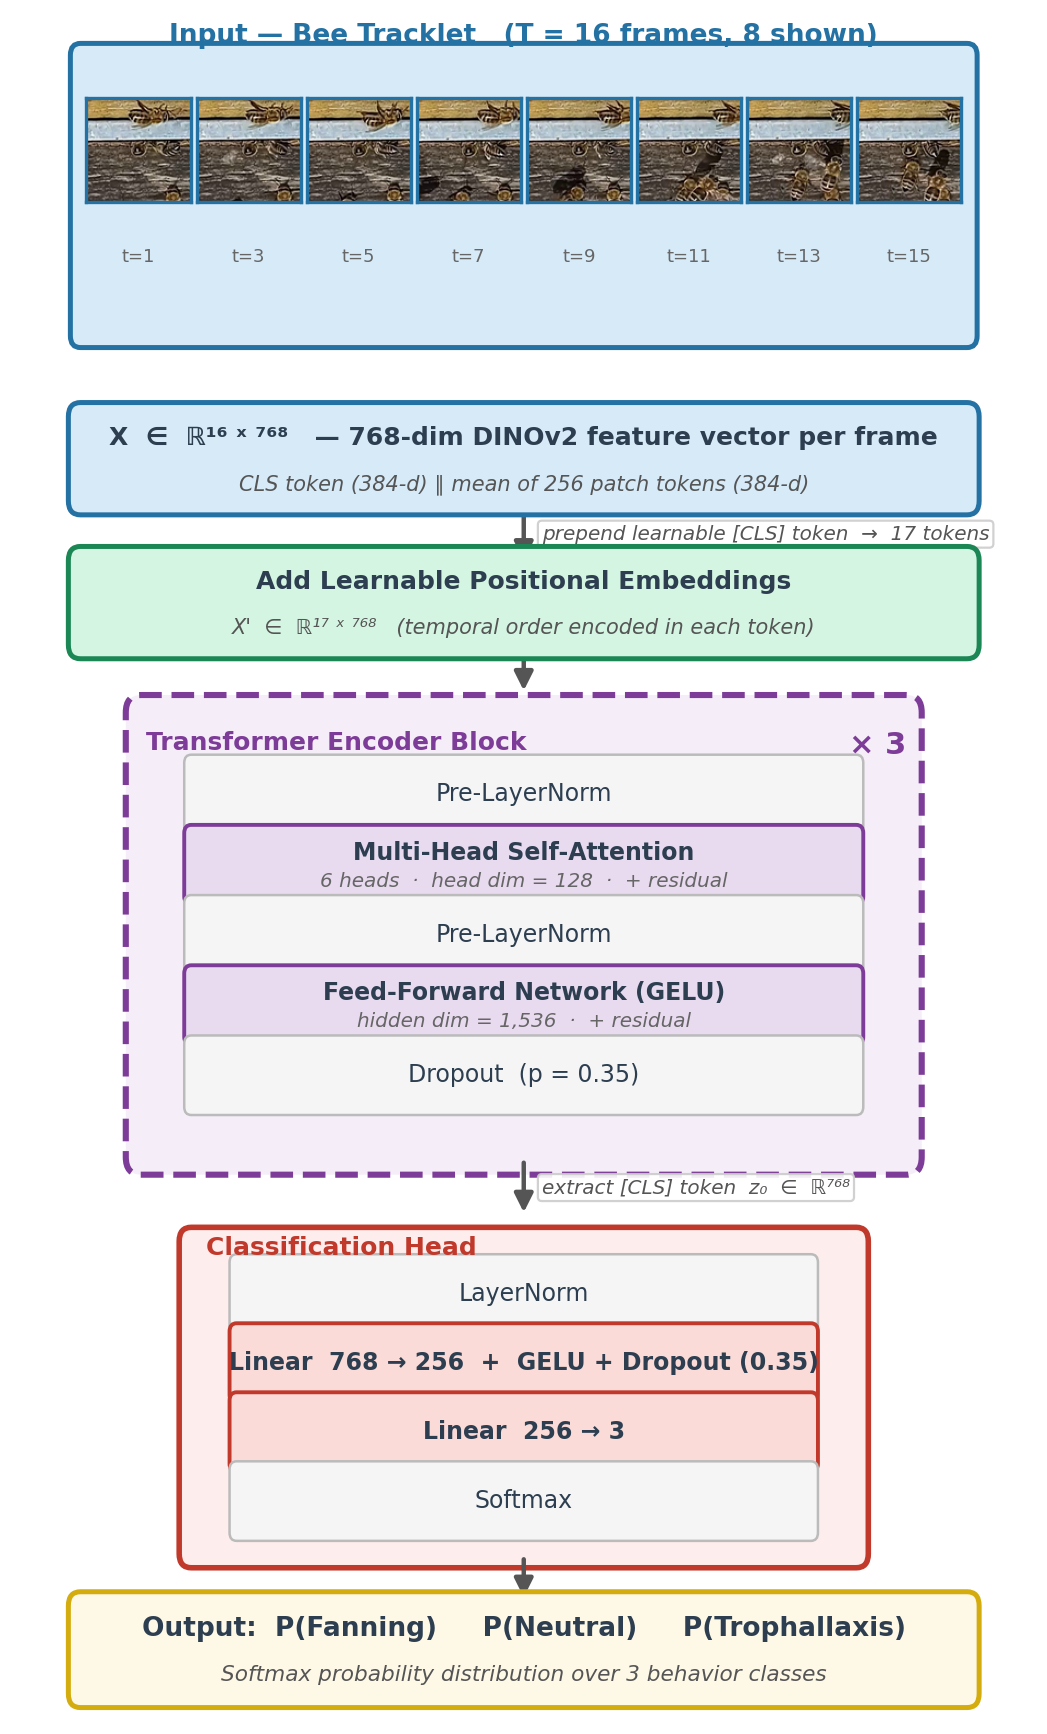 Input — Bee Tracklet (T = 16 frames, 8 shown)
t=1 t=3 t=5 t=7 t=9 t=11 t=13 t=15
X ∈ ℝ¹⁶ ˣ ⁷⁶⁸ — 768-dim DINOv2 feature vector per frame
CLS token (384-d) ∥ mean of 256 patch tokens (384-d)
prepend learnable [CLS] token → 17 tokens
Add Learnable Positional Embeddings
X' ∈ ℝ¹⁷ ˣ ⁷⁶⁸ (temporal order encoded in each token)
Transformer Encoder Block × 3
Pre-LayerNorm
Multi-Head Self-Attention
6 heads · head dim = 128 · + residual
Pre-LayerNorm
Feed-Forward Network (GELU)
hidden dim = 1,536 · + residual
Dropout (p = 0.35)
extract [CLS] token z₀ ∈ ℝ⁷⁶⁸
Classification Head
LayerNorm
Linear 768 → 256 + GELU + Dropout (0.35)
Linear 256 → 3
Softmax
Output: P(Fanning) P(Neutral) P(Trophallaxis)
Softmax probability distribution over 3 behavior classes